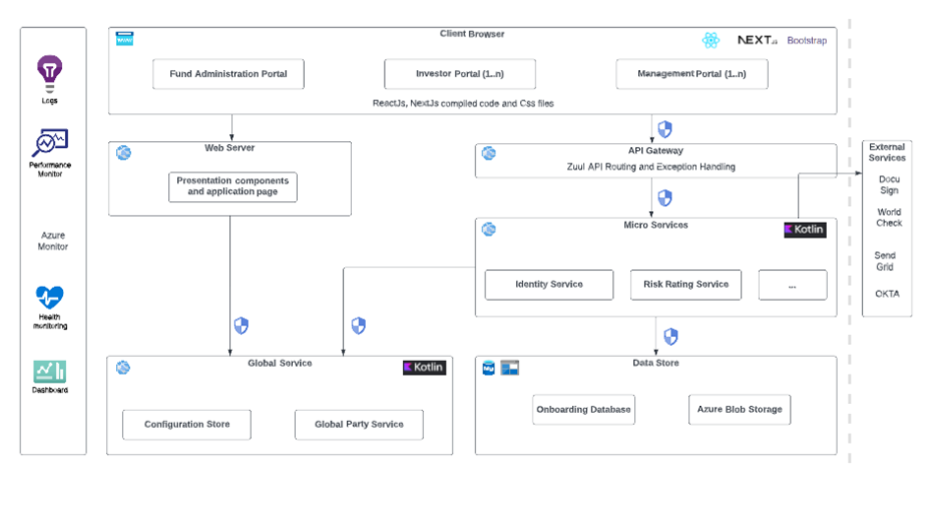 Client Browser
NEXT.JS
Bootstrap
Fund Administration Portal
Investor Portal (1..n)
Management Portal (1..n)
ReactJs, NextJs compiled code and Css files
Logs
Performance
Monitor
Azure
Monitor
Health
monitoring
Dashboard
Web Server
Presentation components
and application page
API Gateway
Zuul API Routing and Exception Handling
Micro Services
Kotlin
Identity Service
Risk Rating Service
...
External
Services
Docu
Sign
World
Check
Send
Grid
OKTA
Global Service
Kotlin
Configuration Store
Global Party Service
Data Store
Onboarding Database
Azure Blob Storage